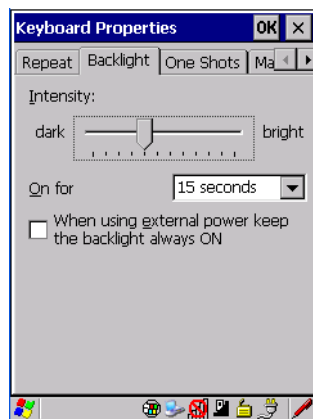 Keyboard Properties OK ×
Repeat Backlight One Shots Ma
Intensity:
dark bright
On for 15 seconds
When using external power keep
the backlight always ON